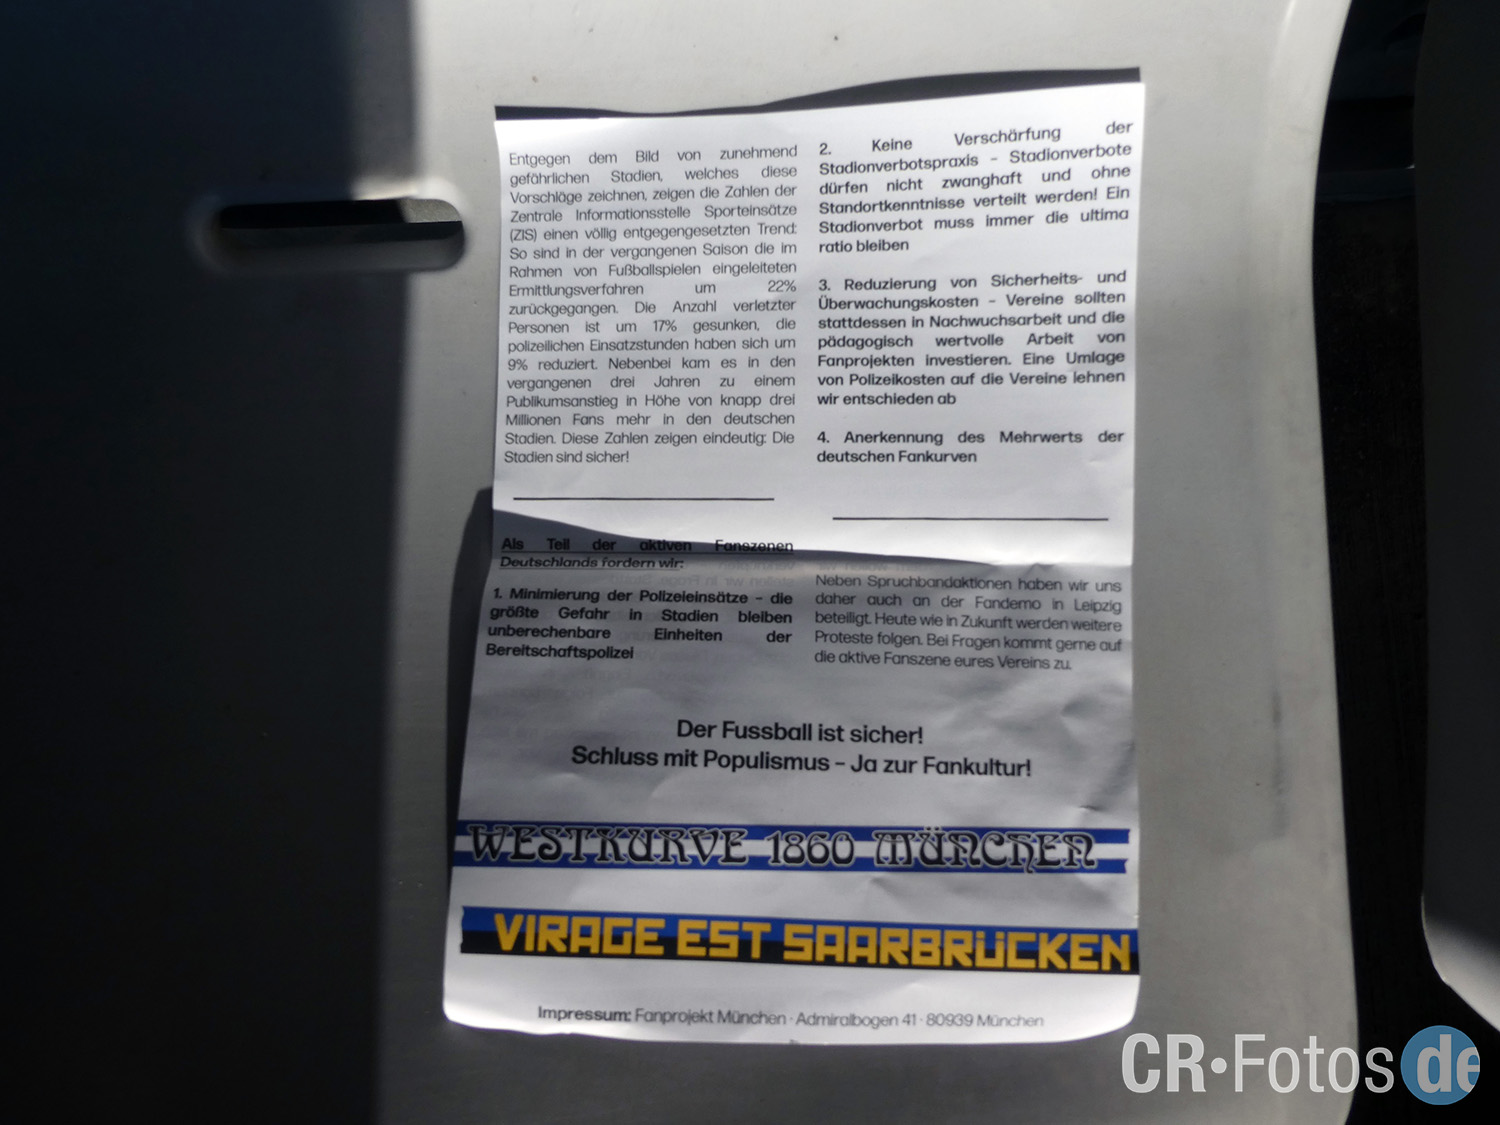 Entgegen dem Bild von zunehmend
gefährlichen Stadien, welches diese
Vorschläge zeichnen, zeigen die Zahlen der
Zentrale Informationsstelle Sporteinsätze
(ZIS) einen völlig entgegengesetzten Trend:
So sind in der vergangenen Saison die im
Rahmen von Fußballspielen eingeleiteten
Ermittlungsverfahren um 22%
zurückgegangen. Die Anzahl verletzter
Personen ist um 17% gesunken, die
polizeilichen Einsatzstunden haben sich um
9% reduziert. Nebenbei kam es in den
vergangenen drei Jahren zu einem
Publikumsanstieg in Höhe von knapp drei
Millionen Fans mehr in den deutschen
Stadien. Diese Zahlen zeigen eindeutig: Die
Stadien sind sicher!
Als Teil der aktiven Fanszenen
Deutschlands fordern wir:
1. Minimierung der Polizeieinsätze – die
größte Gefahr in Stadien bleiben
unberechenbare Einheiten der
Bereitschaftspolizei
2. Keine Verschärfung der
Stadionverbotspraxis – Stadionverbote
dürfen nicht zwanghaft und ohne
Standortkenntnisse verteilt werden! Ein
Stadionverbot muss immer die ultima
ratio bleiben
3. Reduzierung von Sicherheits- und
Überwachungskosten – Vereine sollten
stattdessen in Nachwuchsarbeit und die
pädagogisch wertvolle Arbeit von
Fanprojekten investieren. Eine Umlage
von Polizeikosten auf die Vereine lehnen
wir entschieden ab
4. Anerkennung des Mehrwerts der
deutschen Fankurven
Neben Spruchbandaktionen haben wir uns
daher auch an der Fandemo in Leipzig
beteiligt. Heute wie in Zukunft werden weitere
Proteste folgen. Bei Fragen kommt gerne auf
die aktive Fanszene eures Vereins zu.
Der Fussball ist sicher!
Schluss mit Populismus – Ja zur Fankultur!
WESTKURVE 1860 MÜNCHEN
VIRAGE EST SAARBRÜCKEN
Impressum: Fanprojekt München · Admiralbogen 41 · 80939 München
CR·Fotos de